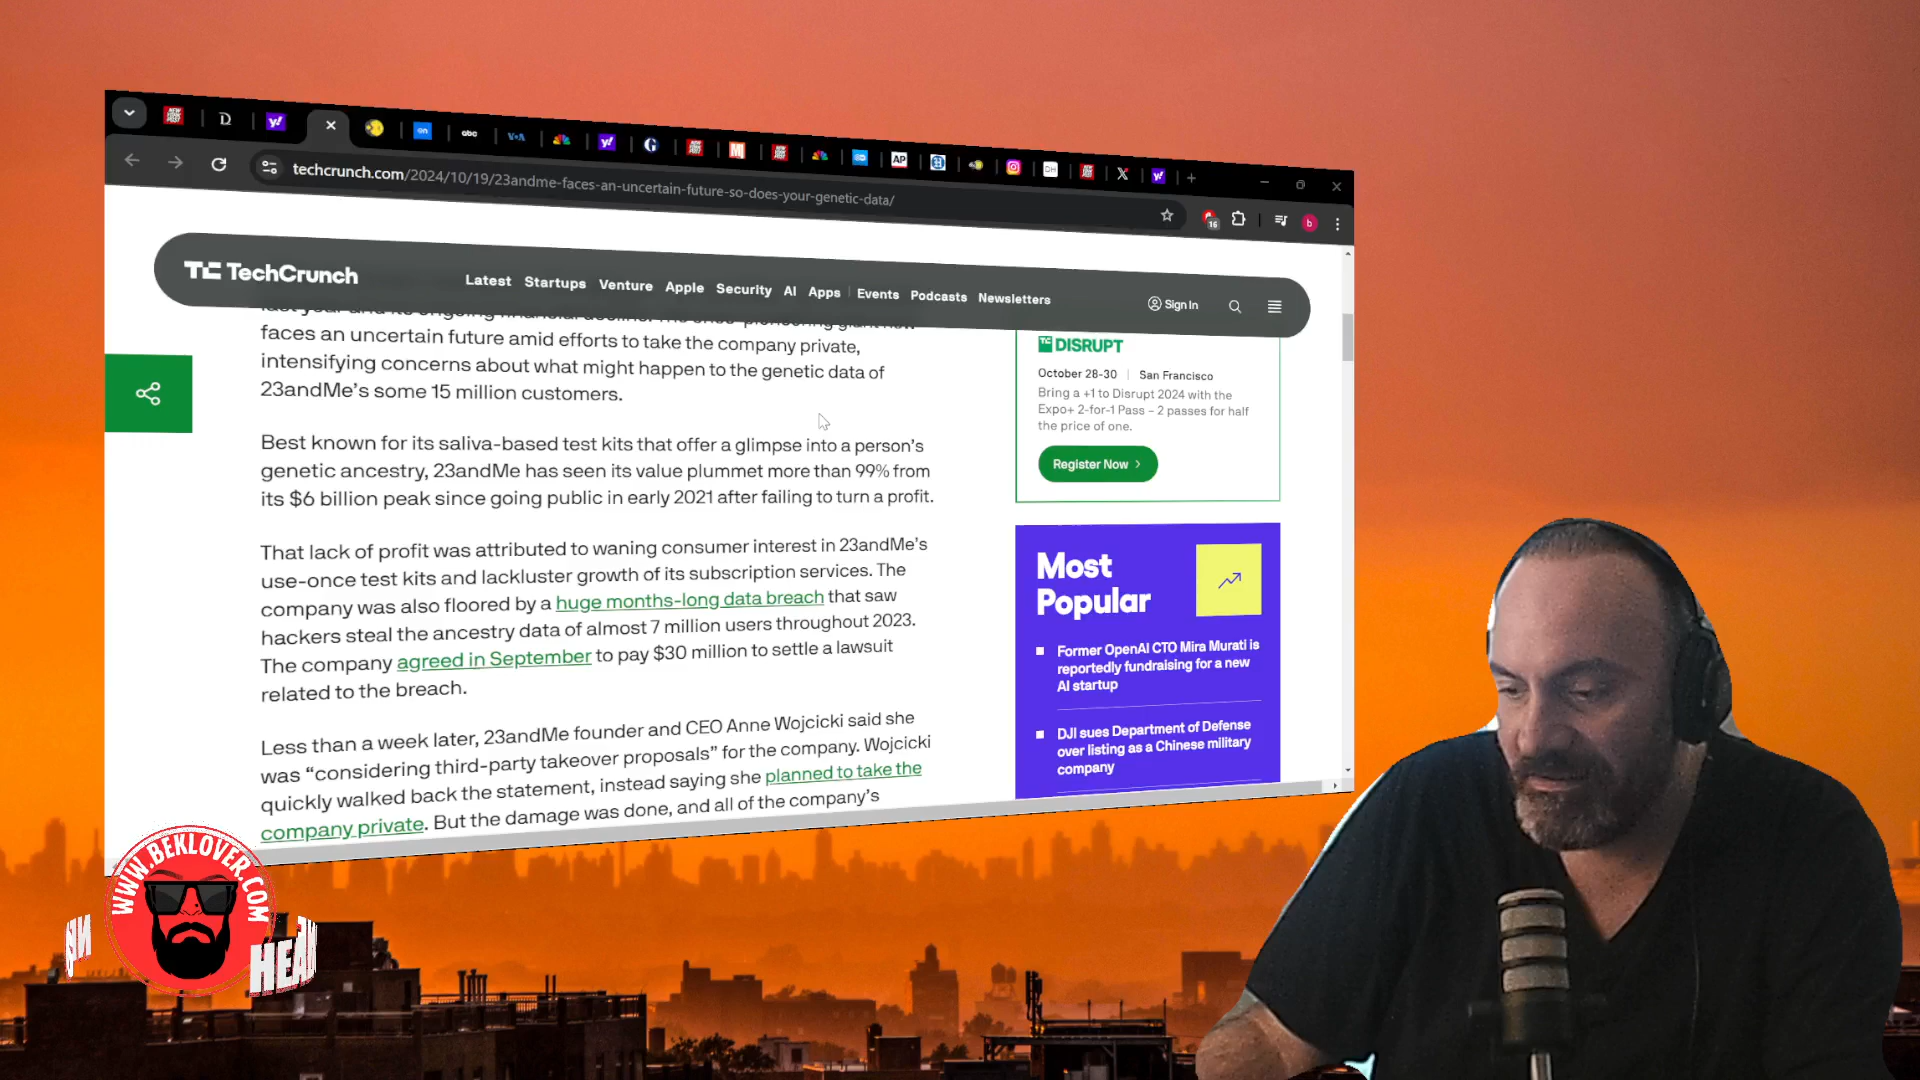 abc
VOA
AP
DH
techcrunch.com/2024/10/19/23andme-faces-an-uncertain-future-so-does-your-genetic-data/
16
b
TechCrunch
Latest Startups Venture Apple Security AI Apps Events Podcasts Newsletters
Sign In
faces an uncertain future amid efforts to take the company private,
intensifying concerns about what might happen to the genetic data of
23andMe's some 15 million customers.
Best known for its saliva-based test kits that offer a glimpse into a person's
genetic ancestry, 23andMe has seen its value plummet more than 99% from
its $6 billion peak since going public in early 2021 after failing to turn a profit.
That lack of profit was attributed to waning consumer interest in 23andMe's
use-once test kits and lackluster growth of its subscription services. The
company was also floored by a huge months-long data breach that saw
hackers steal the ancestry data of almost 7 million users throughout 2023.
The company agreed in September to pay $30 million to settle a lawsuit
related to the breach.
Less than a week later, 23andMe founder and CEO Anne Wojcicki said she
was “considering third-party takeover proposals” for the company. Wojcicki
quickly walked back the statement, instead saying she planned to take the
company private. But the damage was done, and all of the company's
DISRUPT
October 28-30 | San Francisco
Bring a +1 to Disrupt 2024 with the
Expo+ 2-for-1 Pass – 2 passes for half
the price of one.
Register Now
Most
Popular
Former OpenAI CTO Mira Murati is
reportedly fundraising for a new
AI startup
DJI sues Department of Defense
over listing as a Chinese military
company
WWW.BEKLOVER.COM